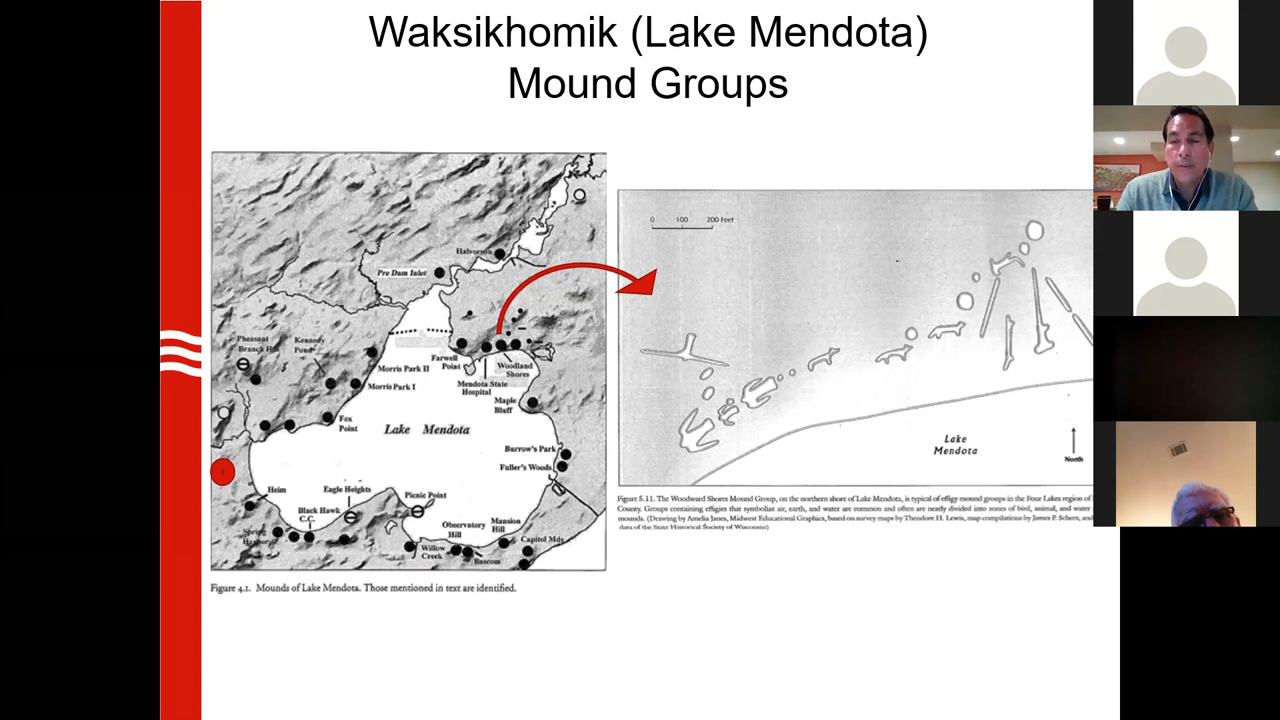 Waksikhomik (Lake Mendota)
Mound Groups
Halvorson
Pre Dam Inlet
Pheasant
Branch
Kennedy
Pond
Morris Park II
Morris Park I
Farwell
Point
Woodland
Shores
Mendota State
Hospital
Maple
Bluff
Fox
Point
Lake Mendota
Burrow's Park
Fuller's Woods
Heim
Eagle Heights
Picnic Point
Black Hawk
C.C.
Spring
Harbor
Observatory
Hill
Mansion
Hill
Capitol Mds
Willow
Creek
Bascom
Figure 4.1. Mounds of Lake Mendota. Those mentioned in text are identified.
0 100 200 Feet
Lake
Mendota
North
Figure 5.11. The Woodward Shores Mound Group, on the northern shore of Lake Mendota, is typical of effigy mound groups in the Four Lakes region of
County. Groups containing effigies that symbolize air, earth, and water are common and often are neatly divided into zones of bird, animal, and water
mounds. (Drawing by Amelia Janes, Midwest Educational Graphics, based on survey maps by Theodore H. Lewis, map compilations by James P. Scherz, and
data of the State Historical Society of Wisconsin)